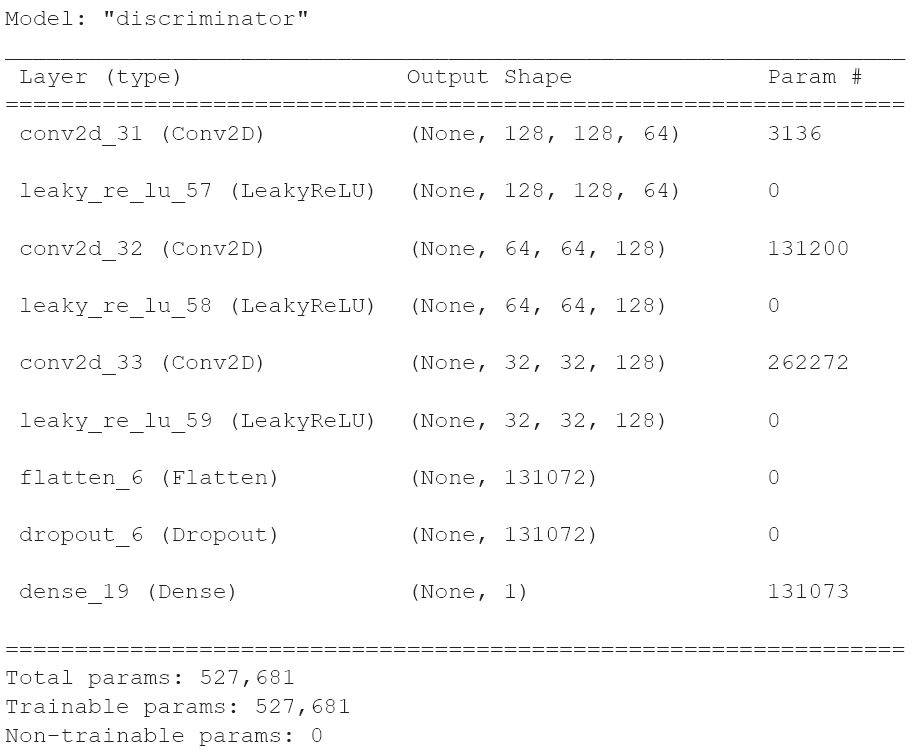 Model: "discriminator"
_________________________________________________________________
Layer (type) Output Shape Param #
=================================================================
conv2d_31 (Conv2D) (None, 128, 128, 64) 3136
leaky_re_lu_57 (LeakyReLU) (None, 128, 128, 64) 0
conv2d_32 (Conv2D) (None, 64, 64, 128) 131200
leaky_re_lu_58 (LeakyReLU) (None, 64, 64, 128) 0
conv2d_33 (Conv2D) (None, 32, 32, 128) 262272
leaky_re_lu_59 (LeakyReLU) (None, 32, 32, 128) 0
flatten_6 (Flatten) (None, 131072) 0
dropout_6 (Dropout) (None, 131072) 0
dense_19 (Dense) (None, 1) 131073
=================================================================
Total params: 527,681
Trainable params: 527,681
Non-trainable params: 0